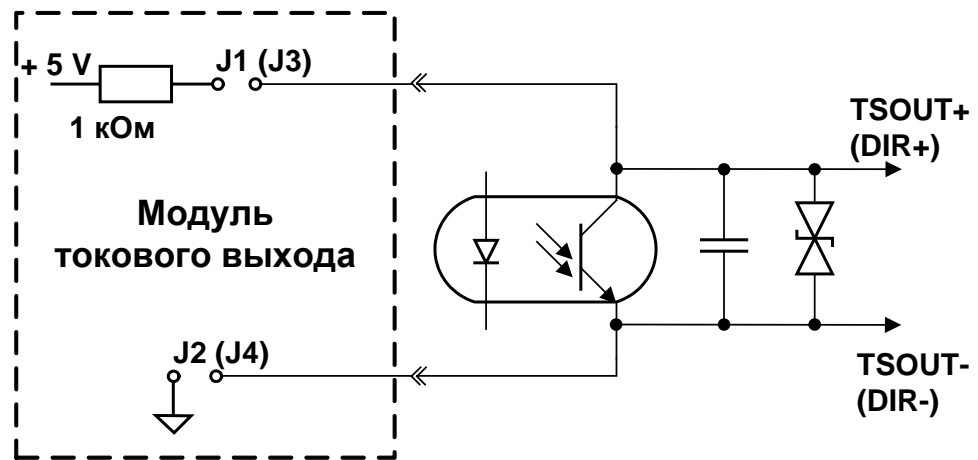 + 5 V
J1 (J3)
1 кОм
Модуль
токового выхода
J2 (J4)
TSOUT+
(DIR+)
TSOUT-
(DIR-)